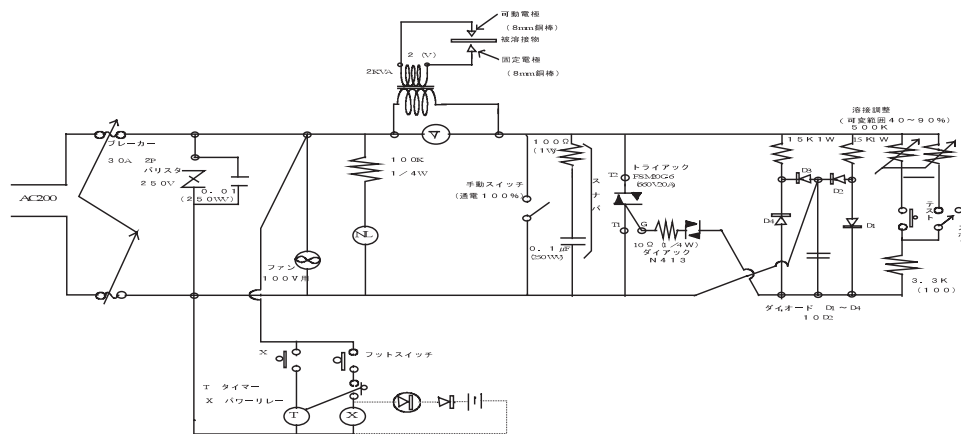 可動電極
(8mm銅棒)
被溶接物
固定電極
(8mm銅棒)
2 (V)
2KVA
溶接調整
(可変範囲40~90%)
500K
ブレーカー
30A 2P
バリスタ
250V
0.01
(250W)
AC200
100K
1/4W
NL
ファン
100V用
手動スイッチ
(通電100%)
100Ω
(1W)
スナバ
0.1μF
(250W)
トライアック
T2
T1
G
10Ω (1/4W)
ダイアック
N413
15K1W
15K1W
D3
D2
D4
D1
テスト
3.3K
(100)
ダイオード D1~D4
10D2
X
フットスイッチ
T タイマー
X パワーリレー
T
X